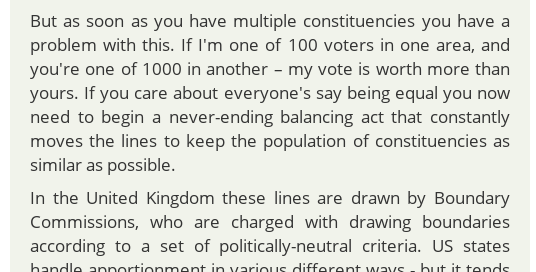 But as soon as you have multiple constituencies you have a
problem with this. If I'm one of 100 voters in one area, and
you're one of 1000 in another – my vote is worth more than
yours. If you care about everyone's say being equal you now
need to begin a never-ending balancing act that constantly
moves the lines to keep the population of constituencies as
similar as possible.
In the United Kingdom these lines are drawn by Boundary
Commissions, who are charged with drawing boundaries
according to a set of politically-neutral criteria. US states
handle apportionment in various different ways - but it tends